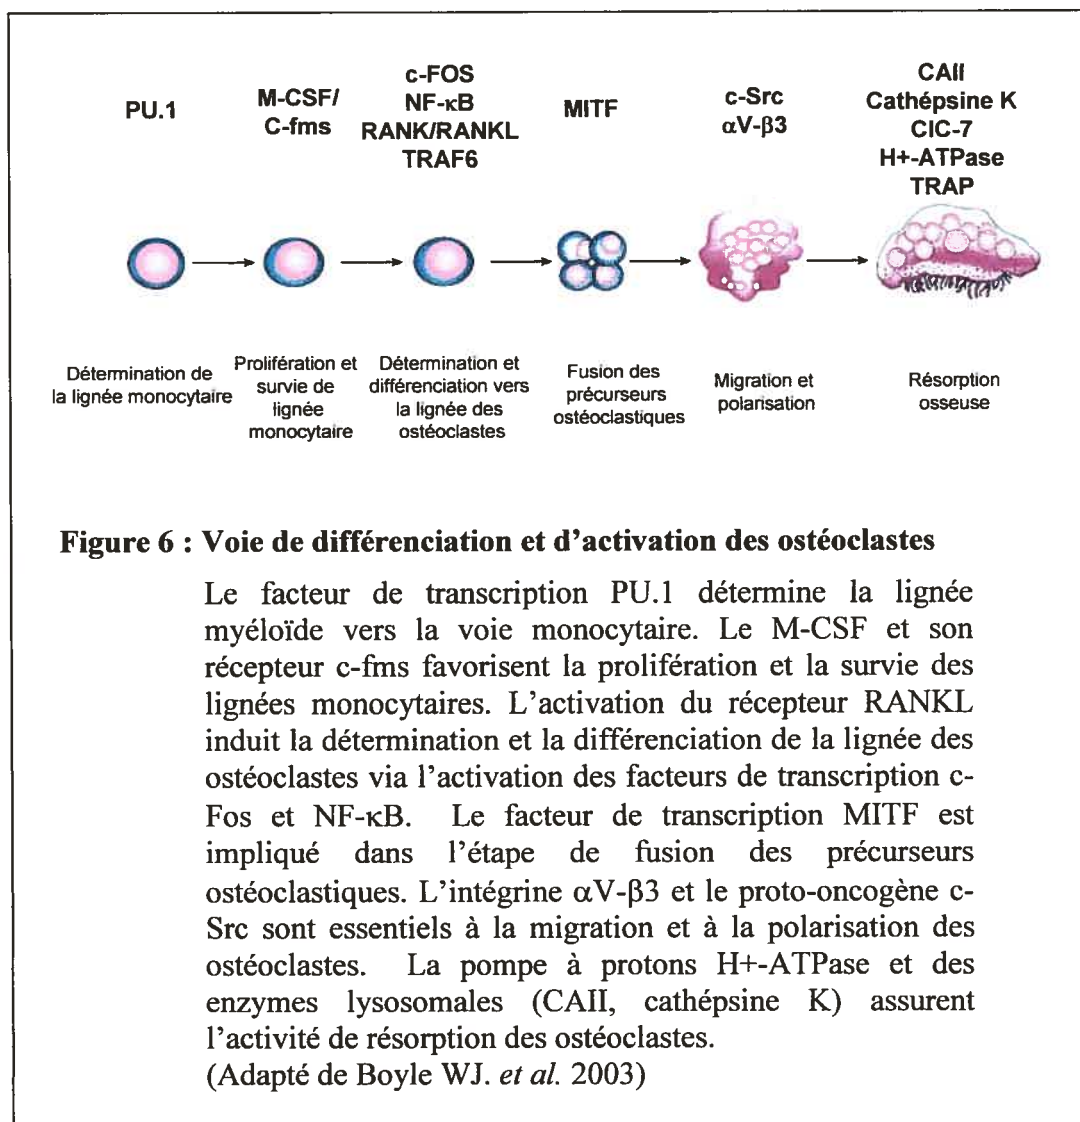 PU.1
M-CSF/
C-fms
c-FOS
NF-κB
RANK/RANKL
TRAF6
MITF
c-Src
αV-β3
CAII
Cathépsine K
ClC-7
H+-ATPase
TRAP
Détermination de
la lignée monocytaire
Prolifération et
survie de
lignée
monocytaire
Détermination et
différenciation vers
la lignée des
ostéoclastes
Fusion des
précurseurs
ostéoclastiques
Migration et
polarisation
Résorption
osseuse
Figure 6 : Voie de différenciation et d'activation des ostéoclastes
Le facteur de transcription PU.1 détermine la lignée
myéloïde vers la voie monocytaire. Le M-CSF et son
récepteur c-fms favorisent la prolifération et la survie des
lignées monocytaires. L'activation du récepteur RANKL
induit la détermination et la différenciation de la lignée des
ostéoclastes via l'activation des facteurs de transcription c-
Fos et NF-κB. Le facteur de transcription MITF est
impliqué dans l'étape de fusion des précurseurs
ostéoclastiques. L'intégrine αV-β3 et le proto-oncogène c-
Src sont essentiels à la migration et à la polarisation des
ostéoclastes. La pompe à protons H+-ATPase et des
enzymes lysosomales (CAII, cathépsine K) assurent
l'activité de résorption des ostéoclastes.
(Adapté de Boyle WJ. et al. 2003)